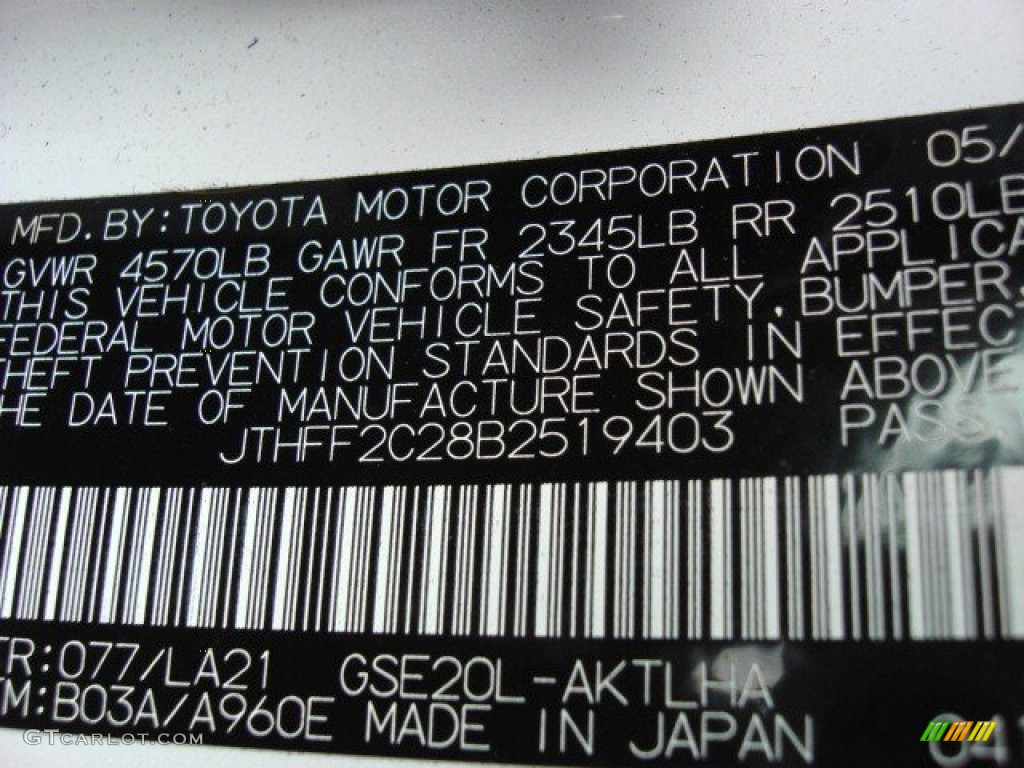 MFD. BY: TOYOTA MOTOR CORPORATION 05/
GVWR 4570LB GAWR FR 2345LB RR 2510LB
THIS VEHICLE CONFORMS TO ALL APPLICA
FEDERAL MOTOR VEHICLE SAFETY, BUMPER,
THEFT PREVENTION STANDARDS IN EFFEC
HE DATE OF MANUFACTURE SHOWN ABOVE
JTHFF2C28B2519403 PASS
TR: 077/LA21 GSE20L-AKTLHA
TM: B03A/A960E MADE IN JAPAN 04
GTCARLOT.COM